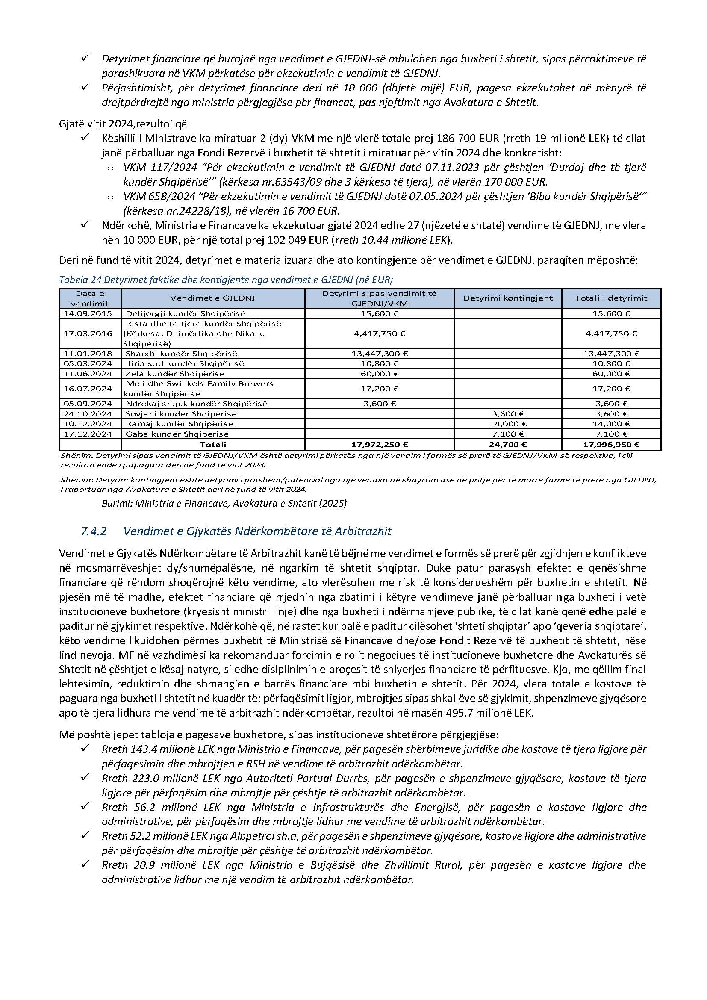 ✓ Detyrimet financiare që burojnë nga vendimet e GJEDNJ-së mbulohen nga buxheti i shtetit, sipas përcaktimeve të
parashikuara në VKM përkatëse për ekzekutimin e vendimit të GJEDNJ.
✓ Përjashtimisht, për detyrimet financiare deri në 10 000 (dhjetë mijë) EUR, pagesa ekzekutohet në mënyrë të
drejtpërdrejtë nga ministria përgjegjëse për financat, pas njoftimit nga Avokatura e Shtetit.
Gjatë vitit 2024,rezultoi që:
✓ Këshilli i Ministrave ka miratuar 2 (dy) VKM me një vlerë totale prej 186 700 EUR (rreth 19 milionë LEK) të cilat
janë përballuar nga Fondi Rezervë i buxhetit të shtetit i miratuar për vitin 2024 dhe konkretisht:
o VKM 117/2024 “Për ekzekutimin e vendimit të GJEDNJ datë 07.11.2023 për çështjen ‘Durdaj dhe të tjerë
kundër Shqipërisë’” (kërkesa nr.63543/09 dhe 3 kërkesa të tjera), në vlerën 170 000 EUR.
o VKM 658/2024 “Për ekzekutimin e vendimit të GJEDNJ datë 07.05.2024 për çështjen ‘Biba kundër Shqipërisë’”
(kërkesa nr.24228/18), në vlerën 16 700 EUR.
✓ Ndërkohë, Ministria e Financave ka ekzekutuar gjatë 2024 edhe 27 (njëzetë e shtatë) vendime të GJEDNJ, me vlera
nën 10 000 EUR, për një total prej 102 049 EUR (rreth 10.44 milionë LEK).
Deri në fund të vitit 2024, detyrimet e materializuara dhe ato kontingjente për vendimet e GJEDNJ, paraqiten mëposhtë:
Tabela 24 Detyrimet faktike dhe kontigjente nga vendimet e GJEDNJ (në EUR)
Data e vendimit | Vendimet e GJEDNJ | Detyrimi sipas vendimit të GJEDNJ/VKM | Detyrimi kontingjent | Totali i detyrimit
14.09.2015 Delijorgji kundër Shqipërisë 15,600 € 15,600 €
17.03.2016 Rista dhe të tjerë kundër Shqipërisë (Kërkesa: Dhimërtika dhe Nika k. Shqipërisë) 4,417,750 € 4,417,750 €
11.01.2018 Sharxhi kundër Shqipërisë 13,447,300 € 13,447,300 €
05.03.2024 Iliria s.r.l kundër Shqipërisë 10,800 € 10,800 €
11.06.2024 Zela kundër Shqipërisë 60,000 € 60,000 €
16.07.2024 Meli dhe Swinkels Family Brewers kundër Shqipërisë 17,200 € 17,200 €
05.09.2024 Ndrekaj sh.p.k kundër Shqipërisë 3,600 € 3,600 €
24.10.2024 Sovjani kundër Shqipërisë 3,600 € 3,600 €
10.12.2024 Ramaj kundër Shqipërisë 14,000 € 14,000 €
17.12.2024 Gaba kundër Shqipërisë 7,100 € 7,100 €
Totali 17,972,250 € 24,700 € 17,996,950 €
Shënim: Detyrimi sipas vendimit të GJEDNJ/VKM është detyrimi përkatës nga një vendim i formës së prerë të GJEDNJ/VKM-së respektive, i cili
rezulton ende i papaguar deri në fund të vitit 2024.
Shënim: Detyrim kontingjent është detyrimi i pritshëm/potencial nga një vendim në shqyrtim ose në pritje për të marrë formë të prerë nga GJEDNJ,
i raportuar nga Avokatura e Shtetit deri në fund të vitit 2024.
Burimi: Ministria e Financave, Avokatura e Shtetit (2025)
7.4.2 Vendimet e Gjykatës Ndërkombëtare të Arbitrazhit
Vendimet e Gjykatës Ndërkombëtare të Arbitrazhit kanë të bëjnë me vendimet e formës së prerë për zgjidhjen e konflikteve
në mosmarrëveshjet dy/shumëpalëshe, në ngarkim të shtetit shqiptar. Duke patur parasysh efektet e qenësishme
financiare që rëndom shoqërojnë këto vendime, ato vlerësohen me risk të konsiderueshëm për buxhetin e shtetit. Në
pjesën më të madhe, efektet financiare që rrjedhin nga zbatimi i këtyre vendimeve janë përballuar nga buxheti i vetë
institucioneve buxhetore (kryesisht ministri linje) dhe nga buxheti i ndërmarrjeve publike, të cilat kanë qenë edhe palë e
paditur në gjykimet respektive. Ndërkohë që, në rastet kur palë e paditur cilësohet ‘shteti shqiptar’ apo ‘qeveria shqiptare’,
këto vendime likuidohen përmes buxhetit të Ministrisë së Financave dhe/ose Fondit Rezervë të buxhetit të shtetit, nëse
lind nevoja. MF në vazhdimësi ka rekomanduar forcimin e rolit negociues të institucioneve buxhetore dhe Avokaturës së
Shtetit në çështjet e kësaj natyre, si edhe disiplinimin e proçesit të shlyerjes financiare të përfituesve. Kjo, me qëllim final
lehtësimin, reduktimin dhe shmangien e barrës financiare mbi buxhetin e shtetit. Për 2024, vlera totale e kostove të
paguara nga buxheti i shtetit në kuadër të: përfaqësimit ligjor, mbrojtjes sipas shkallëve së gjykimit, shpenzimeve gjyqësore
apo të tjera lidhura me vendime të arbitrazhit ndërkombëtar, rezultoi në masën 495.7 milionë LEK.
Më poshtë jepet tabloja e pagesave buxhetore, sipas institucioneve shtetërore përgjegjëse:
✓ Rreth 143.4 milionë LEK nga Ministria e Financave, për pagesën shërbimeve juridike dhe kostove të tjera ligjore për
përfaqësimin dhe mbrojtjen e RSH në vendime të arbitrazhit ndërkombëtar.
✓ Rreth 223.0 milionë LEK nga Autoriteti Portual Durrës, për pagesën e shpenzimeve gjyqësore, kostove të tjera
ligjore për përfaqësim dhe mbrojtje për çështje të arbitrazhit ndërkombëtar.
✓ Rreth 56.2 milionë LEK nga Ministria e Infrastrukturës dhe Energjisë, për pagesën e kostove ligjore dhe
administrative, për përfaqësim dhe mbrojtje lidhur me vendime të arbitrazhit ndërkombëtar.
✓ Rreth 52.2 milionë LEK nga Albpetrol sh.a, për pagesën e shpenzimeve gjyqësore, kostove ligjore dhe administrative
për përfaqësim dhe mbrojtje për çështje të arbitrazhit ndërkombëtar.
✓ Rreth 20.9 milionë LEK nga Ministria e Bujqësisë dhe Zhvillimit Rural, për pagesën e kostove ligjore dhe
administrative lidhur me një vendim të arbitrazhit ndërkombëtar.